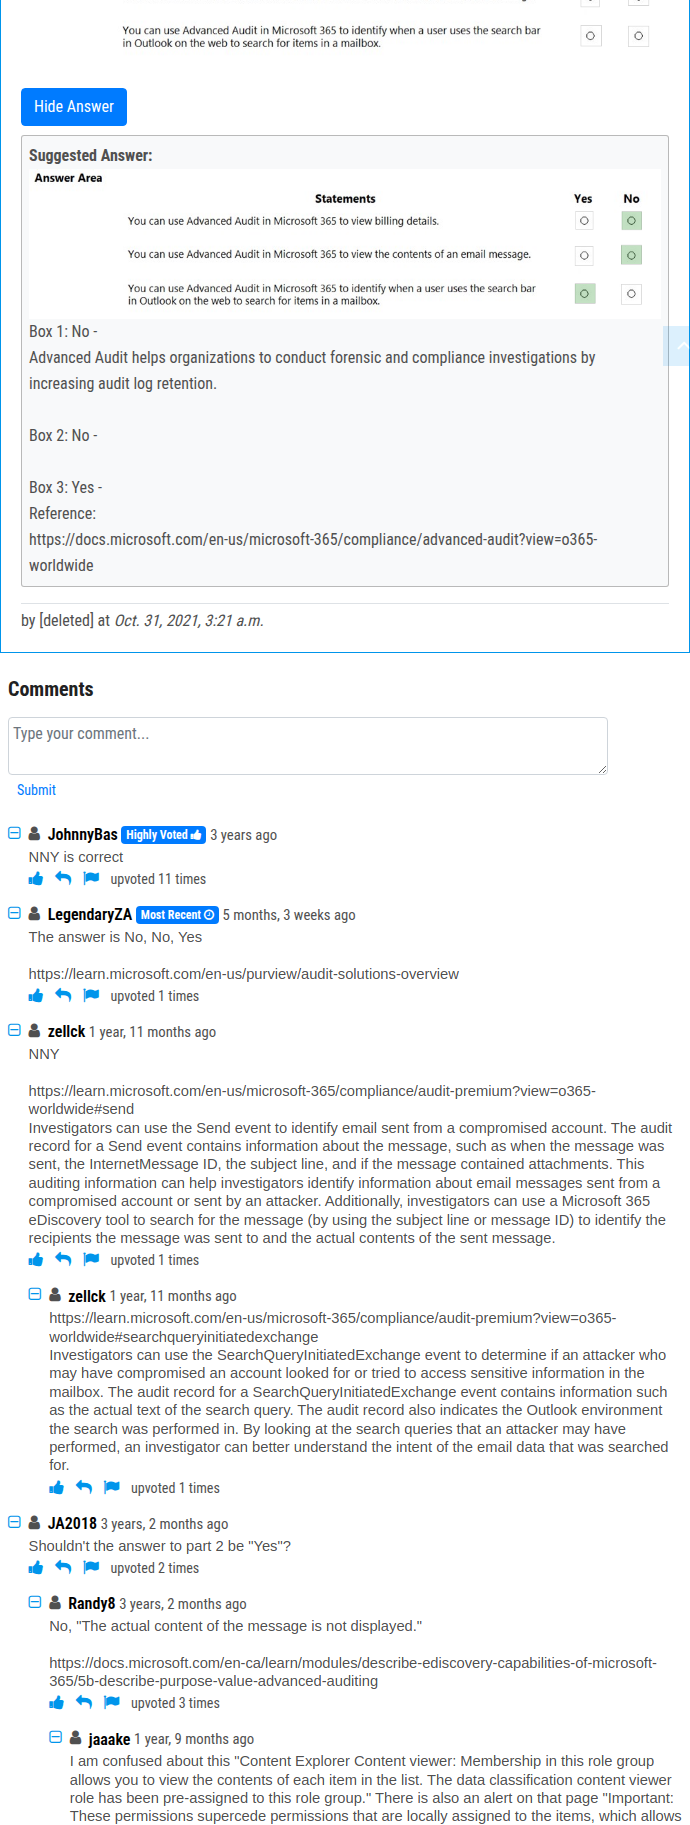 You can use Advanced Audit in Microsoft 365 to identify when a user uses the search bar
in Outlook on the web to search for items in a mailbox.
Hide Answer
Suggested Answer:
Answer Area
Statements Yes No
You can use Advanced Audit in Microsoft 365 to view billing details.
You can use Advanced Audit in Microsoft 365 to view the contents of an email message.
You can use Advanced Audit in Microsoft 365 to identify when a user uses the search bar
in Outlook on the web to search for items in a mailbox.
Box 1: No -
Advanced Audit helps organizations to conduct forensic and compliance investigations by
increasing audit log retention.
Box 2: No -
Box 3: Yes -
Reference:
https://docs.microsoft.com/en-us/microsoft-365/compliance/advanced-audit?view=o365-
worldwide
by [deleted] at Oct. 31, 2021, 3:21 a.m.
Comments
Type your comment...
Submit
JohnnyBas Highly Voted 3 years ago
NNY is correct
upvoted 11 times
LegendaryZA Most Recent 5 months, 3 weeks ago
The answer is No, No, Yes
https://learn.microsoft.com/en-us/purview/audit-solutions-overview
upvoted 1 times
zellck 1 year, 11 months ago
NNY
https://learn.microsoft.com/en-us/microsoft-365/compliance/audit-premium?view=o365-
worldwide#send
Investigators can use the Send event to identify email sent from a compromised account. The audit
record for a Send event contains information about the message, such as when the message was
sent, the InternetMessage ID, the subject line, and if the message contained attachments. This
auditing information can help investigators identify information about email messages sent from a
compromised account or sent by an attacker. Additionally, investigators can use a Microsoft 365
eDiscovery tool to search for the message (by using the subject line or message ID) to identify the
recipients the message was sent to and the actual contents of the sent message.
upvoted 1 times
zellck 1 year, 11 months ago
https://learn.microsoft.com/en-us/microsoft-365/compliance/audit-premium?view=o365-
worldwide#searchqueryinitiatedexchange
Investigators can use the SearchQueryInitiatedExchange event to determine if an attacker who
may have compromised an account looked for or tried to access sensitive information in the
mailbox. The audit record for a SearchQueryInitiatedExchange event contains information such
as the actual text of the search query. The audit record also indicates the Outlook environment
the search was performed in. By looking at the search queries that an attacker may have
performed, an investigator can better understand the intent of the email data that was searched
for.
upvoted 1 times
JA2018 3 years, 2 months ago
Shouldn't the answer to part 2 be "Yes"?
upvoted 2 times
Randy8 3 years, 2 months ago
No, "The actual content of the message is not displayed."
https://docs.microsoft.com/en-ca/learn/modules/describe-ediscovery-capabilities-of-microsoft-
365/5b-describe-purpose-value-advanced-auditing
upvoted 3 times
jaaake 1 year, 9 months ago
I am confused about this "Content Explorer Content viewer: Membership in this role group
allows you to view the contents of each item in the list. The data classification content viewer
role has been pre-assigned to this role group." There is also an alert on that page "Important:
These permissions supercede permissions that are locally assigned to the items, which allows